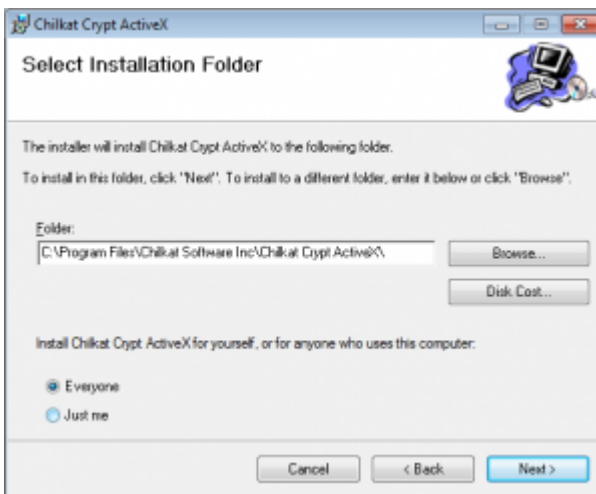 Chilkat Crypt ActiveX
Select Installation Folder
The installer will install Chilkat Crypt ActiveX to the following folder.
To install in this folder, click "Next". To install to a different folder, enter it below or click "Browse".
Folder:
C:\Program Files\Chilkat Software Inc\Chilkat Crypt ActiveX\
Browse...
Disk Cost...
Install Chilkat Crypt ActiveX for yourself, or for anyone who uses this computer:
Everyone
Just me
Cancel
< Back
Next >